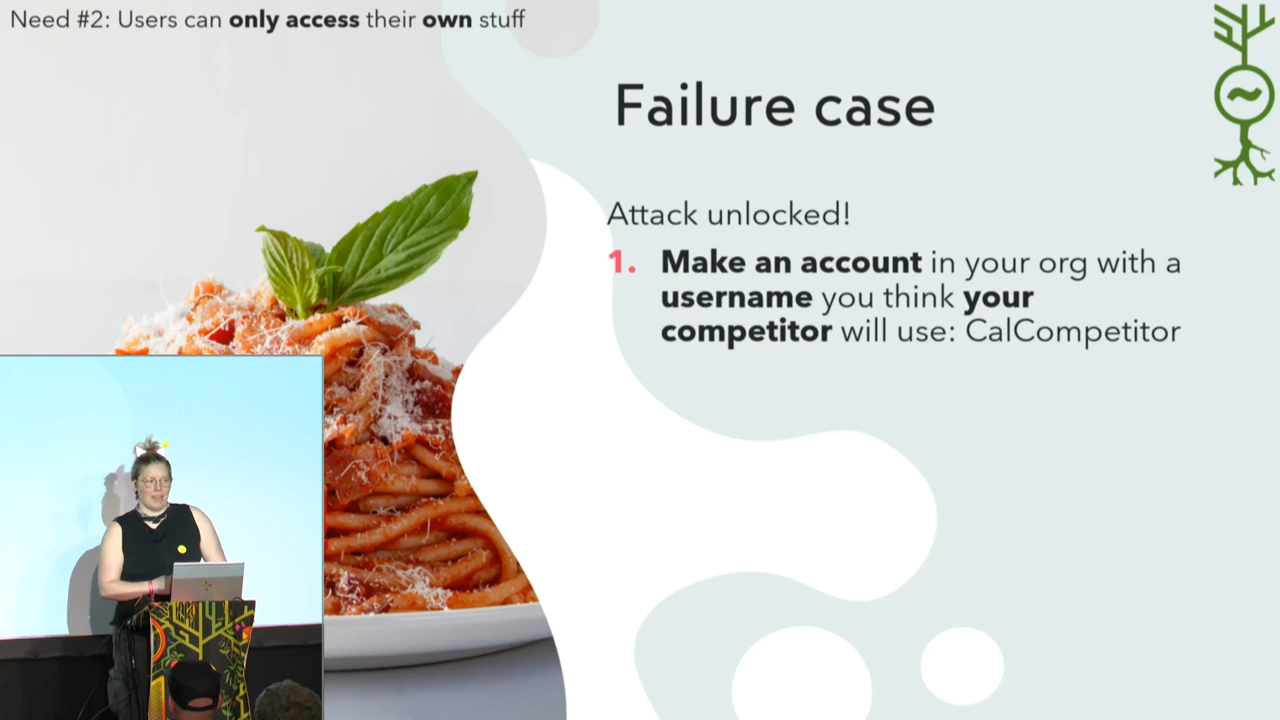 Need #2: Users can only access their own stuff
Failure case
Attack unlocked!
1. Make an account in your org with a
username you think your
competitor will use: CalCompetitor